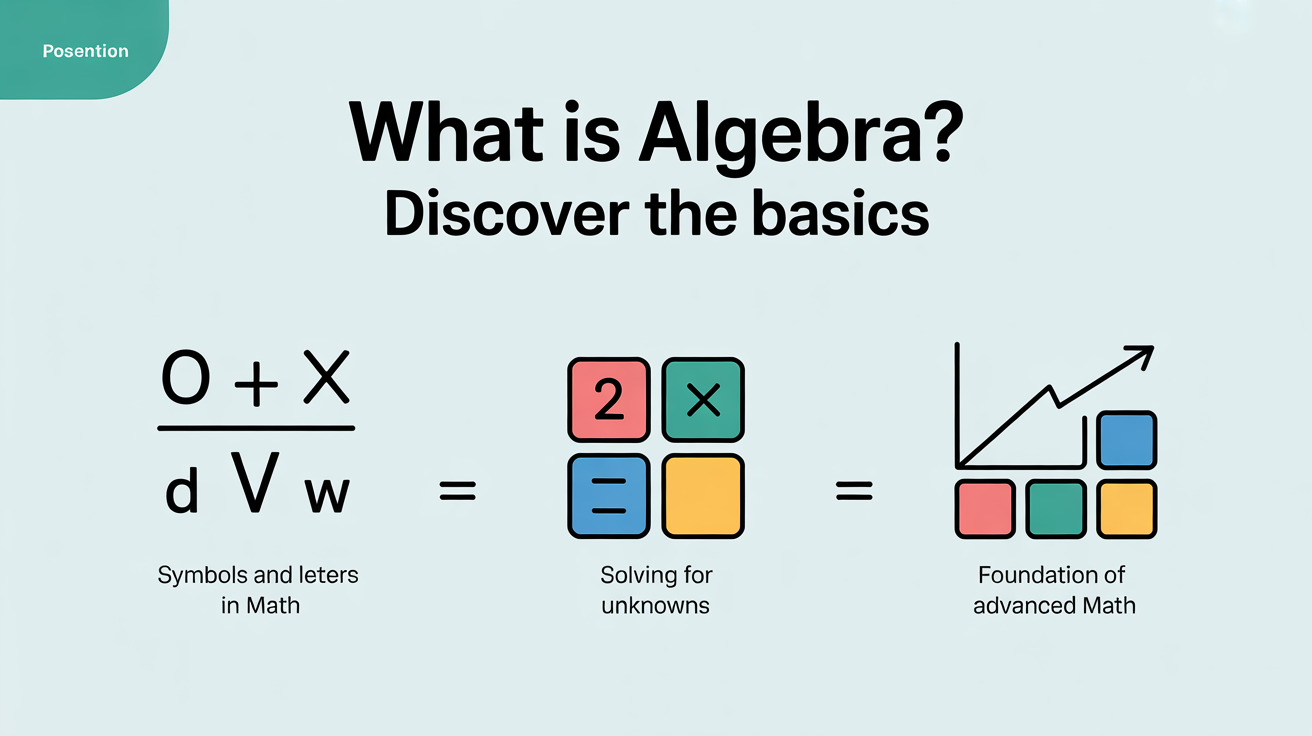 Posention
What is Algebra?
Discover the basics
O + X
d V w
=
2 ×
=
=
Symbols and leters
in Math
Solving for
unknowns
Foundation of
advanced Math